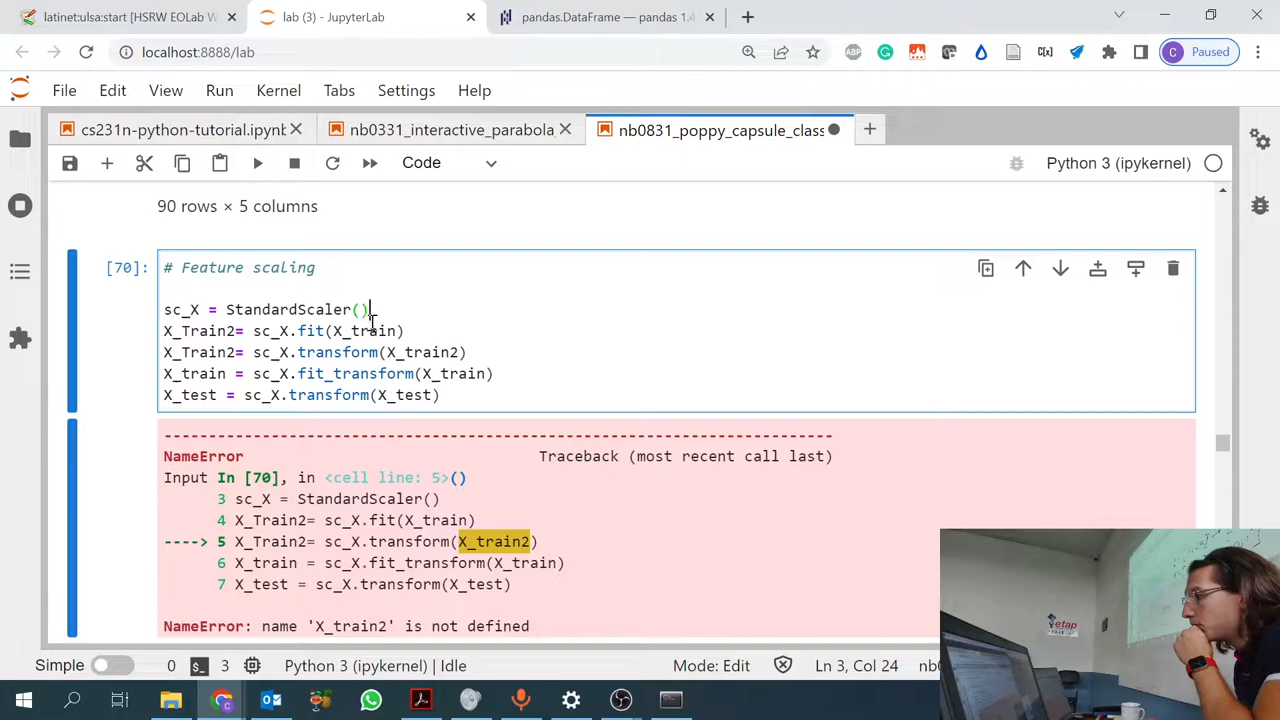 latinet:ulsa:start [HSRW EOLab W
lab (3) - JupyterLab
pandas.DataFrame — pandas 1.4
localhost:8888/lab
ABP
C[x]
C Paused
File Edit View Run Kernel Tabs Settings Help
cs231n-python-tutorial.ipynb
nb0331_interactive_parabola
nb0831_poppy_capsule_class
Code
Python 3 (ipykernel)
90 rows × 5 columns
[70]: # Feature scaling
sc_X = StandardScaler()
X_Train2= sc_X.fit(X_train)
X_Train2= sc_X.transform(X_train2)
X_train = sc_X.fit_transform(X_train)
X_test = sc_X.transform(X_test)
---------------------------------------------------------------------------
NameError Traceback (most recent call last)
Input In [70], in <cell line: 5>()
3 sc_X = StandardScaler()
4 X_Train2= sc_X.fit(X_train)
----> 5 X_Train2= sc_X.transform(X_train2)
6 X_train = sc_X.fit_transform(X_train)
7 X_test = sc_X.transform(X_test)
NameError: name 'X_train2' is not defined
etap
Simple 0 3 Python 3 (ipykernel) | Idle Mode: Edit Ln 3, Col 24